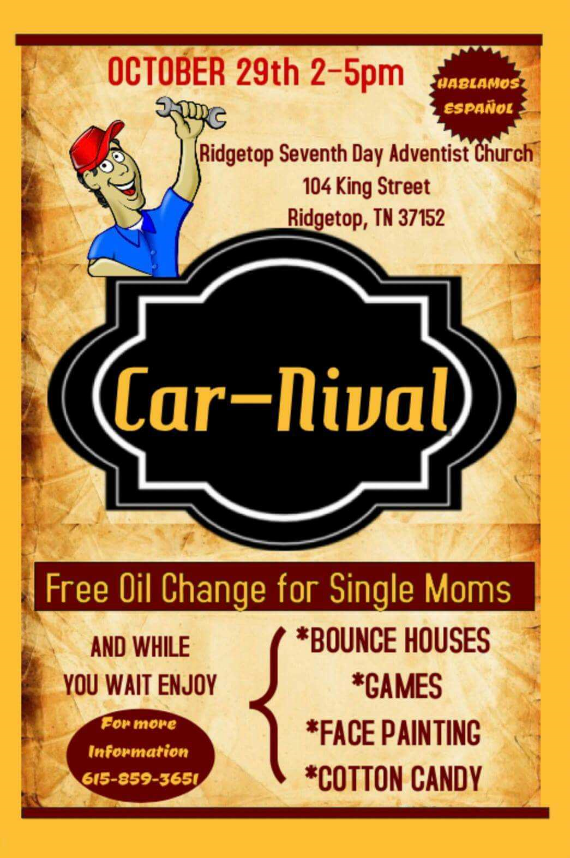 OCTOBER 29th 2-5pm
HABLAMOS
ESPAÑOL
Ridgetop Seventh Day Adventist Church
104 King Street
Ridgetop, TN 37152
Car-Nival
Free Oil Change for Single Moms
AND WHILE
YOU WAIT ENJOY
*BOUNCE HOUSES
*GAMES
*FACE PAINTING
*COTTON CANDY
For more
Information
615-859-3651